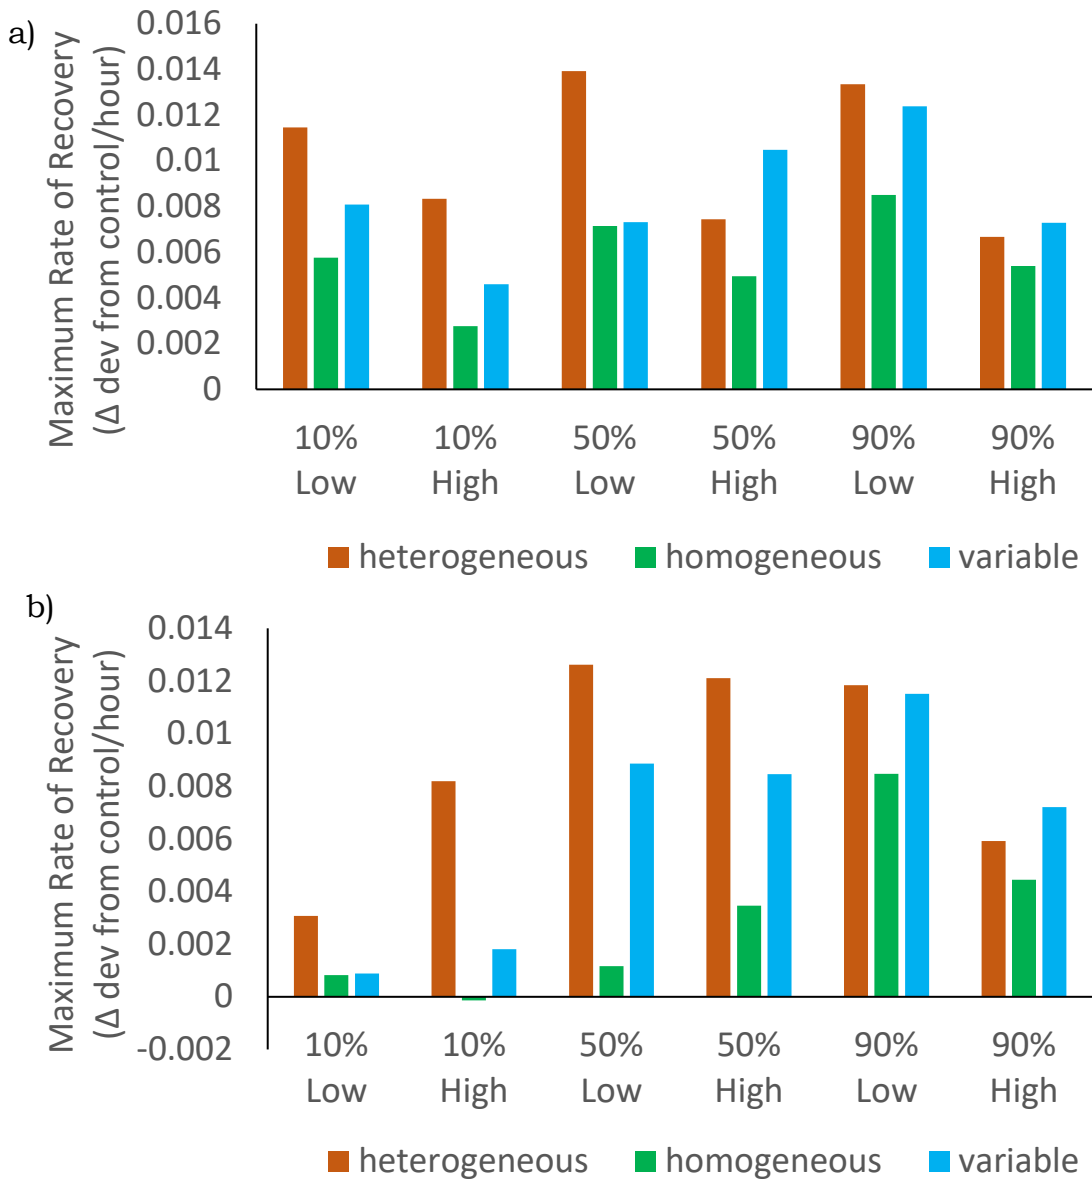 a)
Maximum Rate of Recovery
(Δ dev from control/hour)
0.016
0.014
0.012
0.01
0.008
0.006
0.004
0.002
0
10% Low
10% High
50% Low
50% High
90% Low
90% High
heterogeneous
homogeneous
variable
b)
Maximum Rate of Recovery
(Δ dev from control/hour)
0.014
0.012
0.01
0.008
0.006
0.004
0.002
0
-0.002
10% Low
10% High
50% Low
50% High
90% Low
90% High
heterogeneous
homogeneous
variable